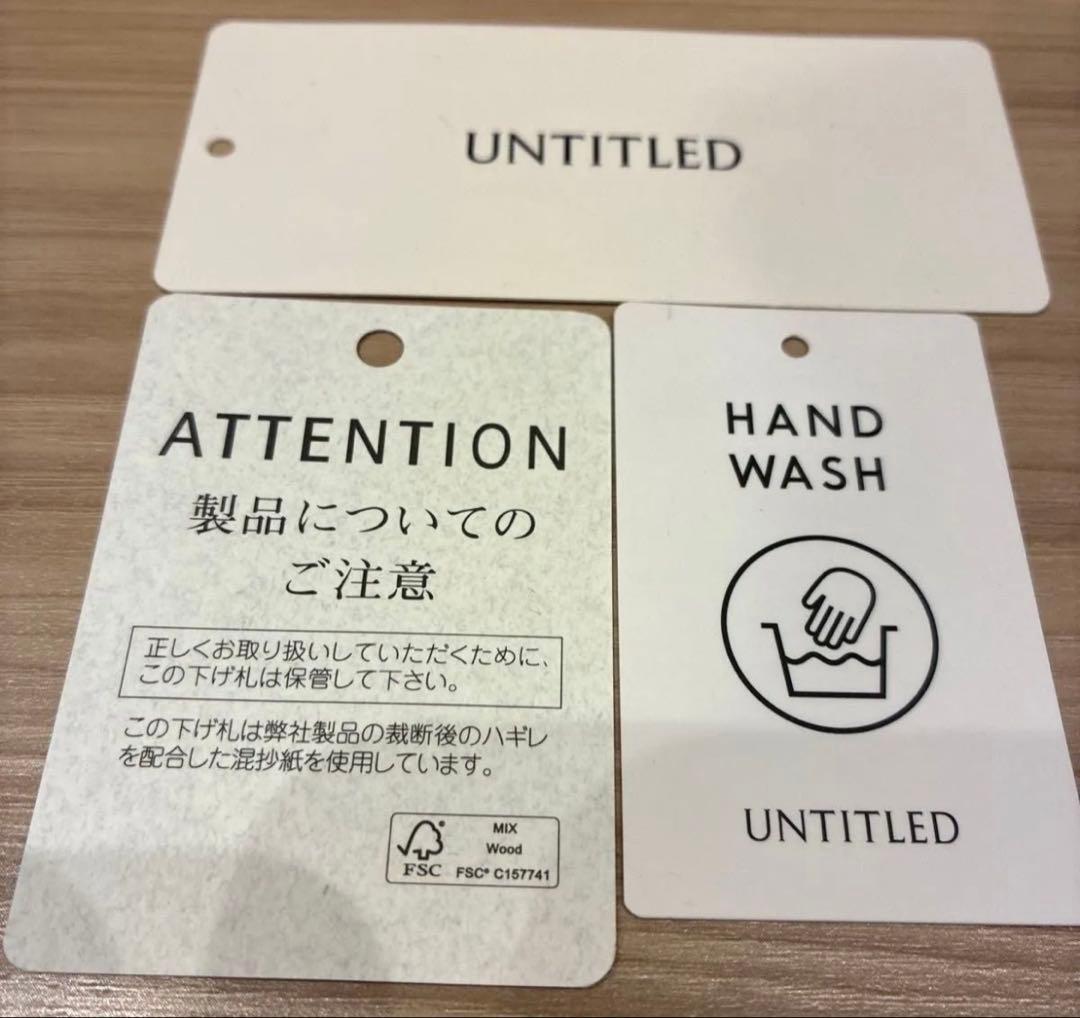 UNTITLED
ATTENTION
製品についての
ご注意
正しくお取り扱いしていただくために、
この下げ札は保管して下さい。
この下げ札は弊社製品の裁断後のハギレ
を配合した混抄紙を使用しています。
FSC
MIX
Wood
FSC® C157741
HAND
WASH
UNTITLED